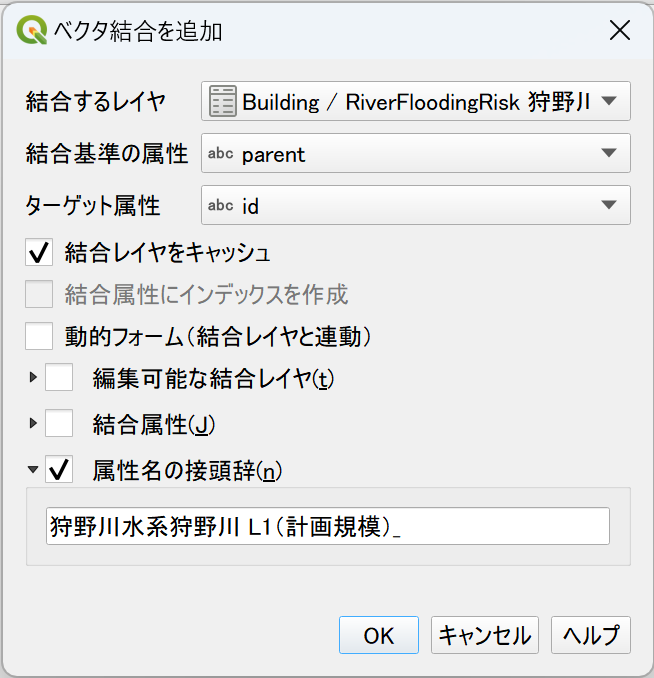 ベクタ結合を追加
結合するレイヤ Building / RiverFloodingRisk 狩野川
結合基準の属性 abc parent
ターゲット属性 abc id
結合レイヤをキャッシュ
結合属性にインデックスを作成
動的フォーム(結合レイヤと連動)
編集可能な結合レイヤ(t)
結合属性(J)
属性名の接頭辞(n)
狩野川水系狩野川 L1(計画規模)_
OK キャンセル ヘルプ